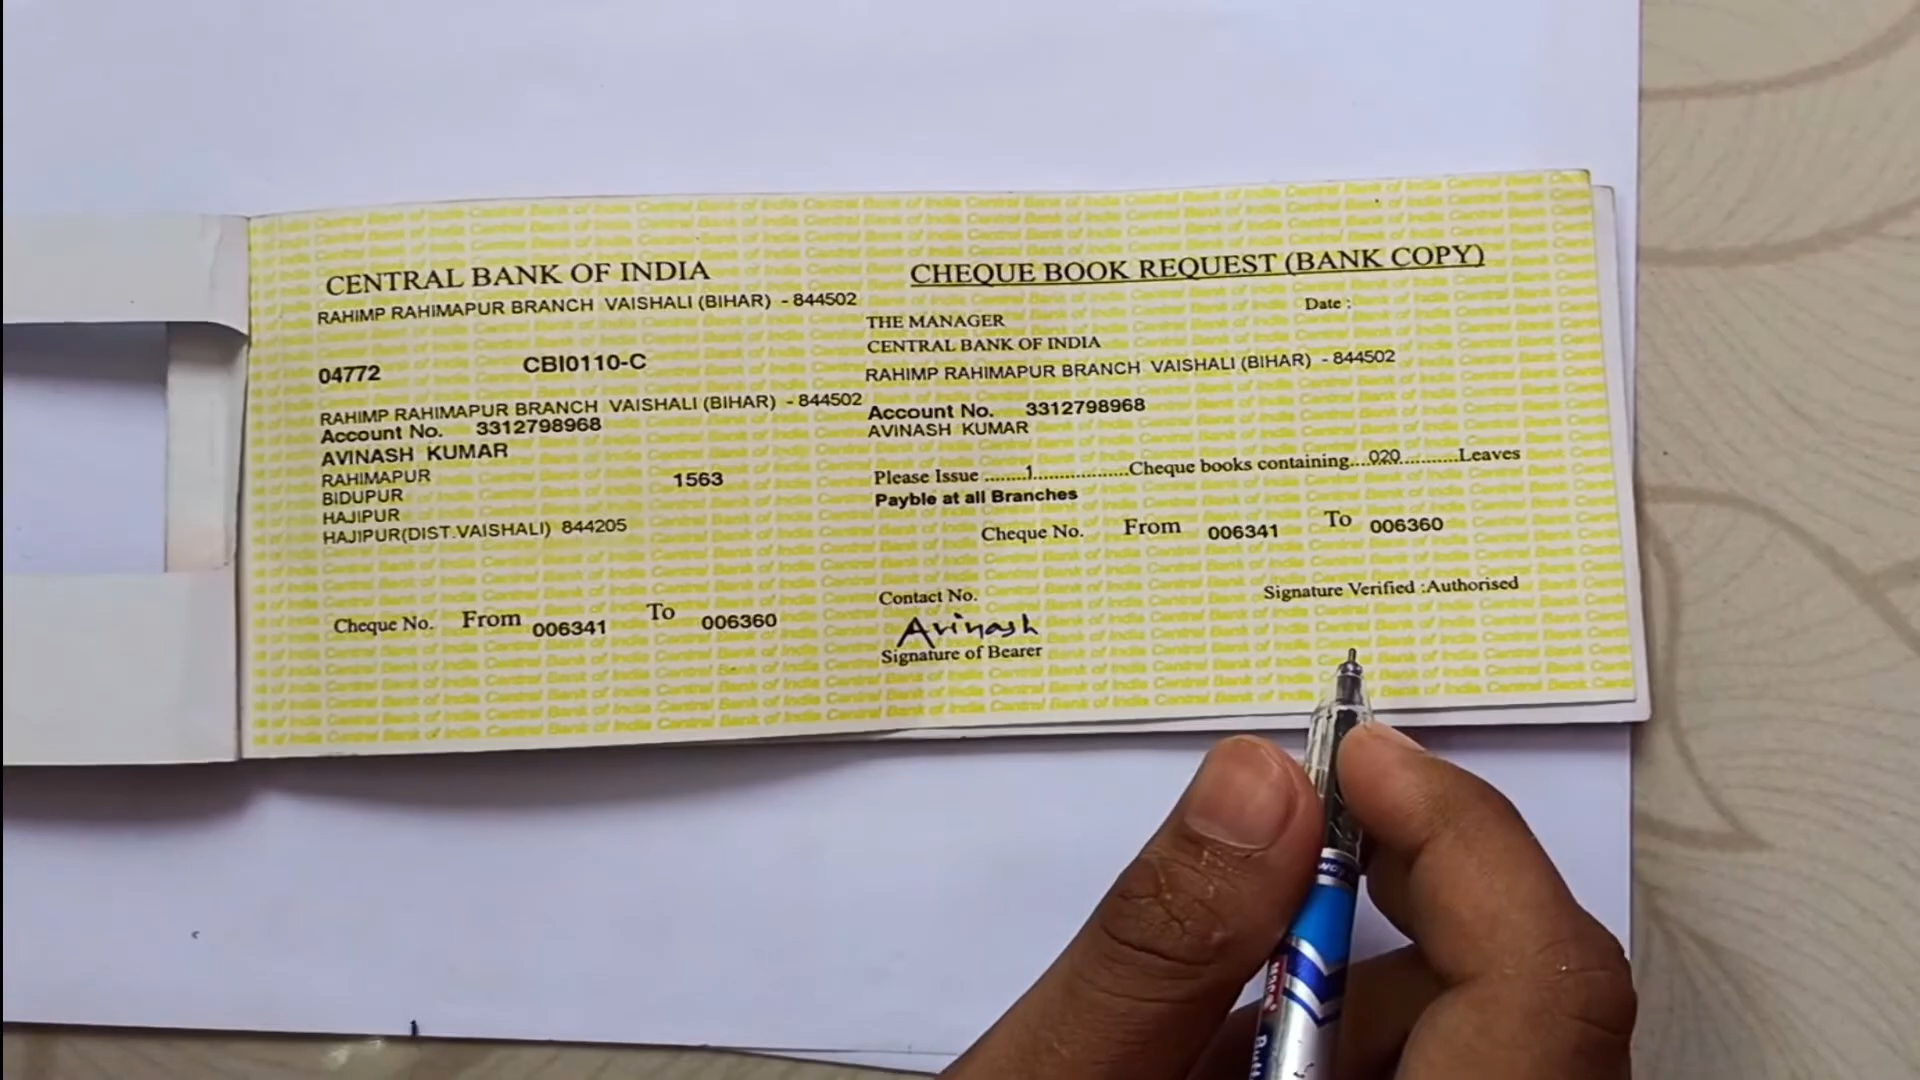 CENTRAL BANK OF INDIA
RAHIMP RAHIMAPUR BRANCH VAISHALI (BIHAR) - 844502
04772 CBI0110-C
RAHIMP RAHIMAPUR BRANCH VAISHALI (BIHAR) - 844502
Account No. 3312798968
AVINASH KUMAR
RAHIMAPUR 1563
BIDUPUR
HAJIPUR
HAJIPUR(DIST.VAISHALI) 844205
Cheque No. From 006341 To 006360
CHEQUE BOOK REQUEST (BANK COPY)
Date :
THE MANAGER
CENTRAL BANK OF INDIA
RAHIMP RAHIMAPUR BRANCH VAISHALI (BIHAR) - 844502
Account No. 3312798968
AVINASH KUMAR
Please Issue ........1..................Cheque books containing....020...........Leaves
Payble at all Branches
Cheque No. From 006341 To 006360
Contact No. Signature Verified :Authorised
Avinash
Signature of Bearer